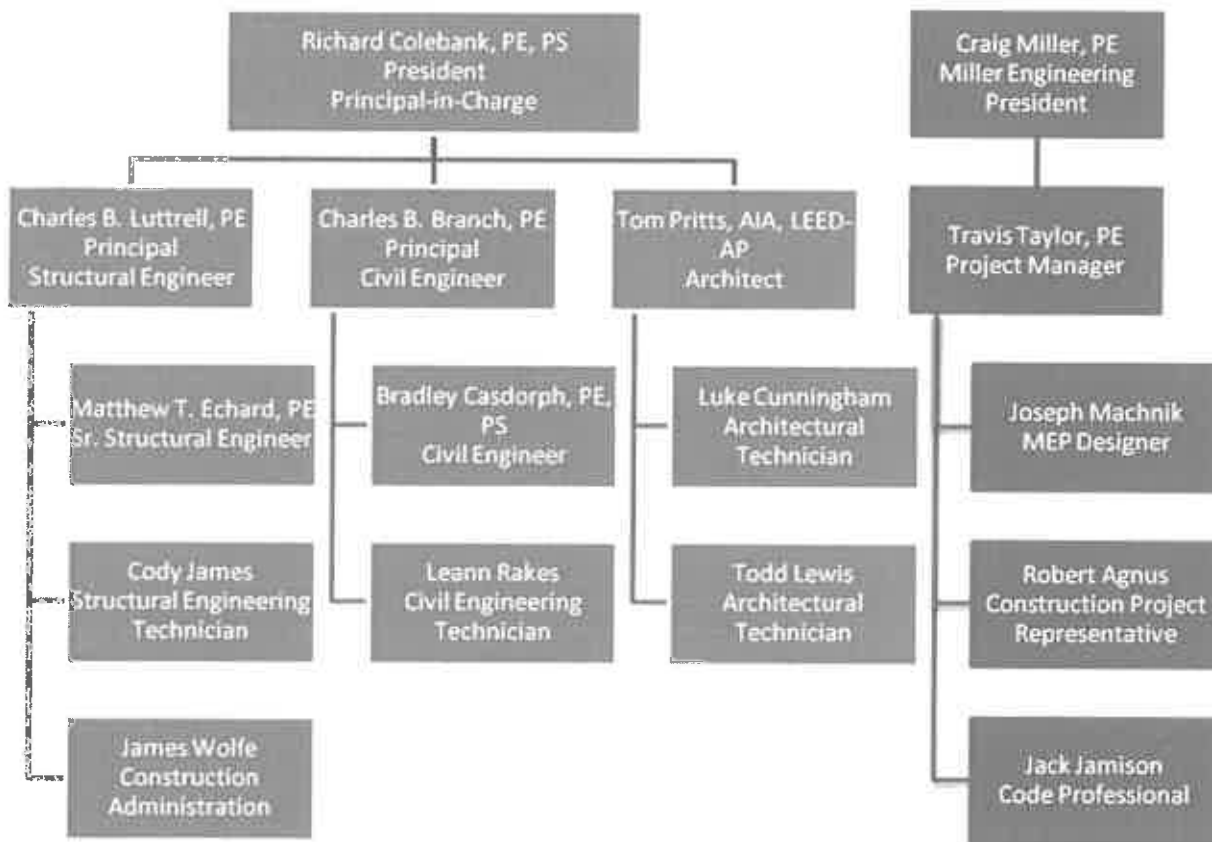 Richard Colebank, PE, PS
President
Principal-in-Charge
Craig Miller, PE
Miller Engineering
President
Charles B. Luttrell, PE
Principal
Structural Engineer
Charles B. Branch, PE
Principal
Civil Engineer
Tom Pritts, AIA, LEED-
AP
Architect
Travis Taylor, PE
Project Manager
Matthew T. Echard, PE
Sr. Structural Engineer
Bradley Casdorph, PE,
PS
Civil Engineer
Luke Cunningham
Architectural
Technician
Joseph Machnik
MEP Designer
Cody James
Structural Engineering
Technician
Leann Rakes
Civil Engineering
Technician
Todd Lewis
Architectural
Technician
Robert Agnus
Construction Project
Representative
James Wolfe
Construction
Administration
Jack Jamison
Code Professional